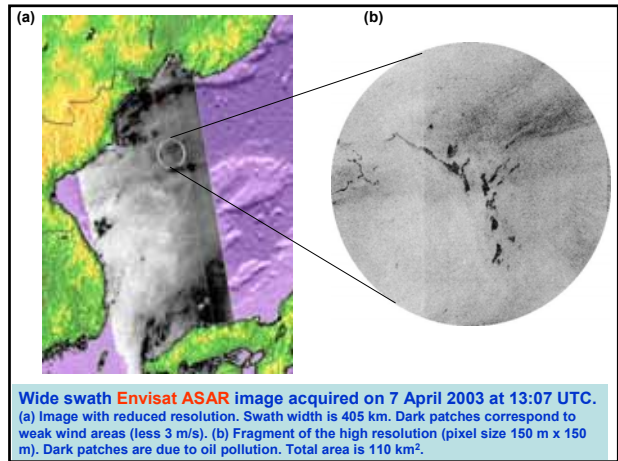 (a)
(b)
Wide swath Envisat ASAR image acquired on 7 April 2003 at 13:07 UTC.
(a) Image with reduced resolution. Swath width is 405 km. Dark patches correspond to
weak wind areas (less 3 m/s). (b) Fragment of the high resolution (pixel size 150 m x 150
m). Dark patches are due to oil pollution. Total area is 110 km².